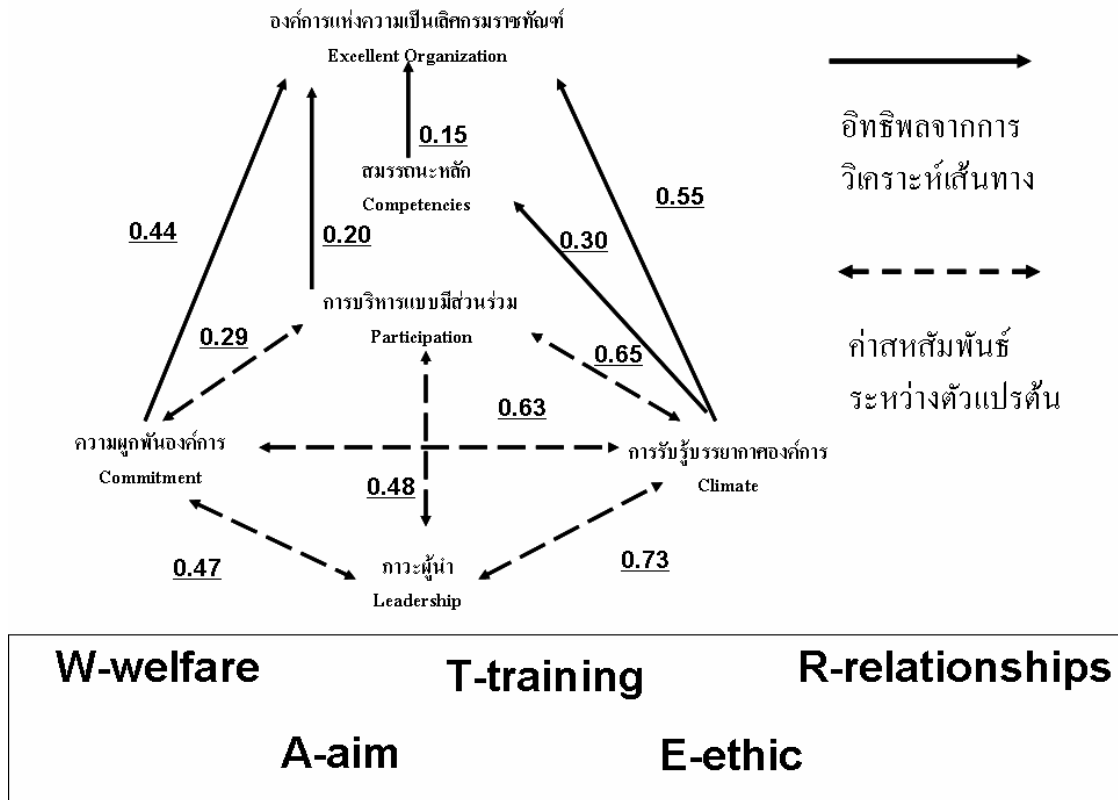 องค์การแห่งความเป็นเลิศกรมราชทัณฑ์
Excellent Organization
0.15
สมรรถนะหลัก
Competencies
0.44
0.20
0.30
0.55
การบริหารแบบมีส่วนร่วม
Participation
0.29
0.65
0.63
ความผูกพันองค์การ
Commitment
การรับรู้บรรยากาศองค์การ
Climate
0.48
0.47
0.73
ภาวะผู้นำ
Leadership
อิทธิพลจากการ
วิเคราะห์เส้นทาง
ค่าสหสัมพันธ์
ระหว่างตัวแปรต้น
W-welfare
T-training
R-relationships
A-aim
E-ethic